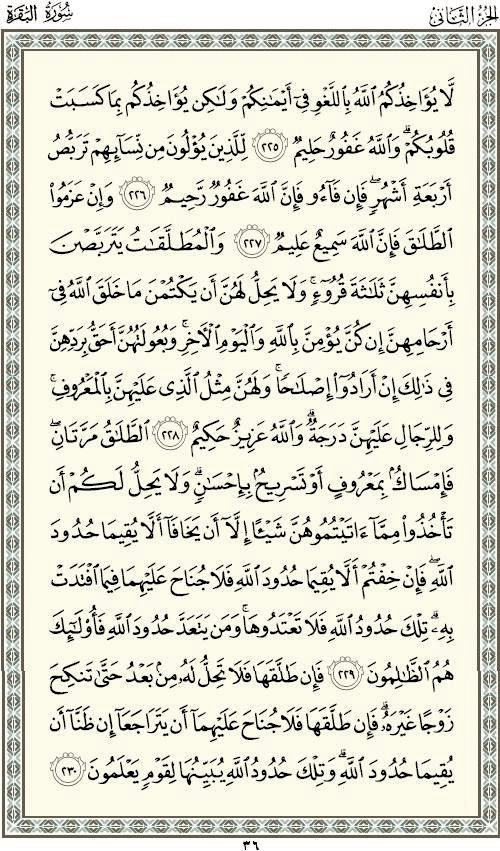 الجزء الثاني سورة البقرة
لَّا يُؤَاخِذُكُمُ ٱللَّهُ بِٱللَّغْوِ فِىٓ أَيْمَـٰنِكُمْ وَلَـٰكِن يُؤَاخِذُكُم بِمَا كَسَبَتْ
قُلُوبُكُمْ ۗ وَٱللَّهُ غَفُورٌ حَلِيمٌ ٢٢٥ لِّلَّذِينَ يُؤْلُونَ مِن نِّسَآئِهِمْ تَرَبُّصُ
أَرْبَعَةِ أَشْهُرٍ ۖ فَإِن فَآءُو فَإِنَّ ٱللَّهَ غَفُورٌ رَّحِيمٌ ٢٢٦ وَإِنْ عَزَمُوا۟
ٱلطَّلَـٰقَ فَإِنَّ ٱللَّهَ سَمِيعٌ عَلِيمٌ ٢٢٧ وَٱلْمُطَلَّقَـٰتُ يَتَرَبَّصْنَ
بِأَنفُسِهِنَّ ثَلَـٰثَةَ قُرُوٓءٍ ۚ وَلَا يَحِلُّ لَهُنَّ أَن يَكْتُمْنَ مَا خَلَقَ ٱللَّهُ فِىٓ
أَرْحَامِهِنَّ إِن كُنَّ يُؤْمِنَّ بِٱللَّهِ وَٱلْيَوْمِ ٱلْـَٔاخِرِ ۚ وَبُعُولَتُهُنَّ أَحَقُّ بِرَدِّهِنَّ
فِى ذَٰلِكَ إِنْ أَرَادُوٓا۟ إِصْلَـٰحًا ۚ وَلَهُنَّ مِثْلُ ٱلَّذِى عَلَيْهِنَّ بِٱلْمَعْرُوفِ ۚ
وَلِلرِّجَالِ عَلَيْهِنَّ دَرَجَةٌ ۗ وَٱللَّهُ عَزِيزٌ حَكِيمٌ ٢٢٨ ٱلطَّلَـٰقُ مَرَّتَانِ ۖ
فَإِمْسَاكٌۢ بِمَعْرُوفٍ أَوْ تَسْرِيحٌۢ بِإِحْسَـٰنٍ ۗ وَلَا يَحِلُّ لَكُمْ أَن
تَأْخُذُوا۟ مِمَّآ ءَاتَيْتُمُوهُنَّ شَيْـًٔا إِلَّآ أَن يَخَافَآ أَلَّا يُقِيمَا حُدُودَ
ٱللَّهِ ۖ فَإِنْ خِفْتُمْ أَلَّا يُقِيمَا حُدُودَ ٱللَّهِ فَلَا جُنَاحَ عَلَيْهِمَا فِيمَا ٱفْتَدَتْ
بِهِۦ ۗ تِلْكَ حُدُودُ ٱللَّهِ فَلَا تَعْتَدُوهَا ۚ وَمَن يَتَعَدَّ حُدُودَ ٱللَّهِ فَأُو۟لَـٰٓئِكَ
هُمُ ٱلظَّـٰلِمُونَ ٢٢٩ فَإِن طَلَّقَهَا فَلَا تَحِلُّ لَهُۥ مِنۢ بَعْدُ حَتَّىٰ تَنكِحَ
زَوْجًا غَيْرَهُۥ ۗ فَإِن طَلَّقَهَا فَلَا جُنَاحَ عَلَيْهِمَآ أَن يَتَرَاجَعَآ إِن ظَنَّآ أَن
يُقِيمَا حُدُودَ ٱللَّهِ ۗ وَتِلْكَ حُدُودُ ٱللَّهِ يُبَيِّنُهَا لِقَوْمٍ يَعْلَمُونَ ٢٣٠
٣٦